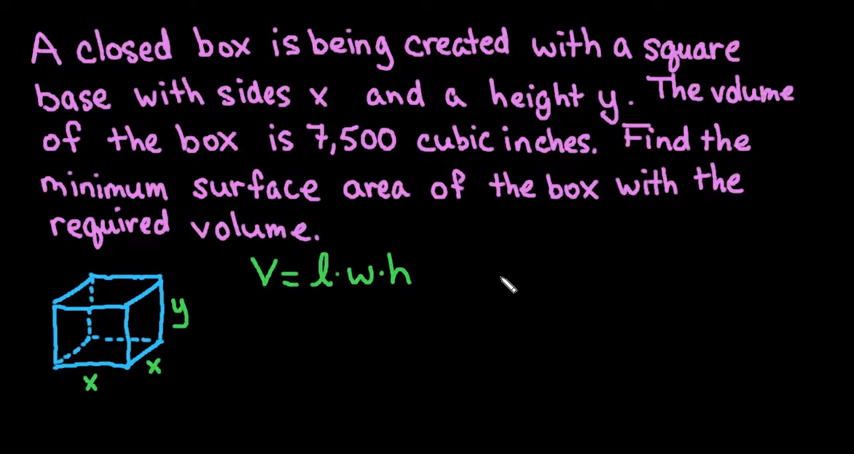 A closed box is being created with a square
base with sides x and a height y. The volume
of the box is 7,500 cubic inches. Find the
minimum surface area of the box with the
required volume.
V = l · w · h
y
x
x